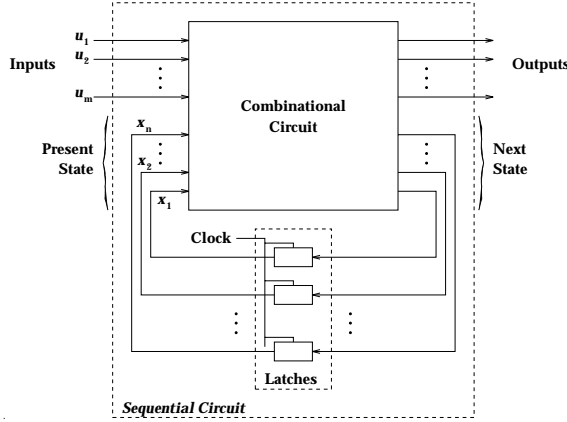 u1
Inputs
u2
um
Outputs
Combinational
Circuit
xn
Present
State
x2
x1
Next
State
Clock
Latches
Sequential Circuit